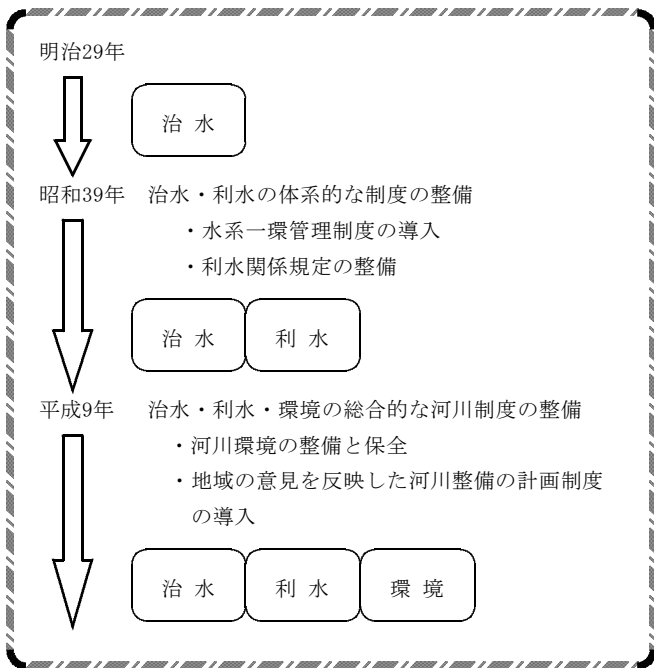 明治29年
治 水
昭和39年 治水・利水の体系的な制度の整備
・水系一環管理制度の導入
・利水関係規定の整備
治 水 利 水
平成9年 治水・利水・環境の総合的な河川制度の整備
・河川環境の整備と保全
・地域の意見を反映した河川整備の計画制度
の導入
治 水 利 水 環 境